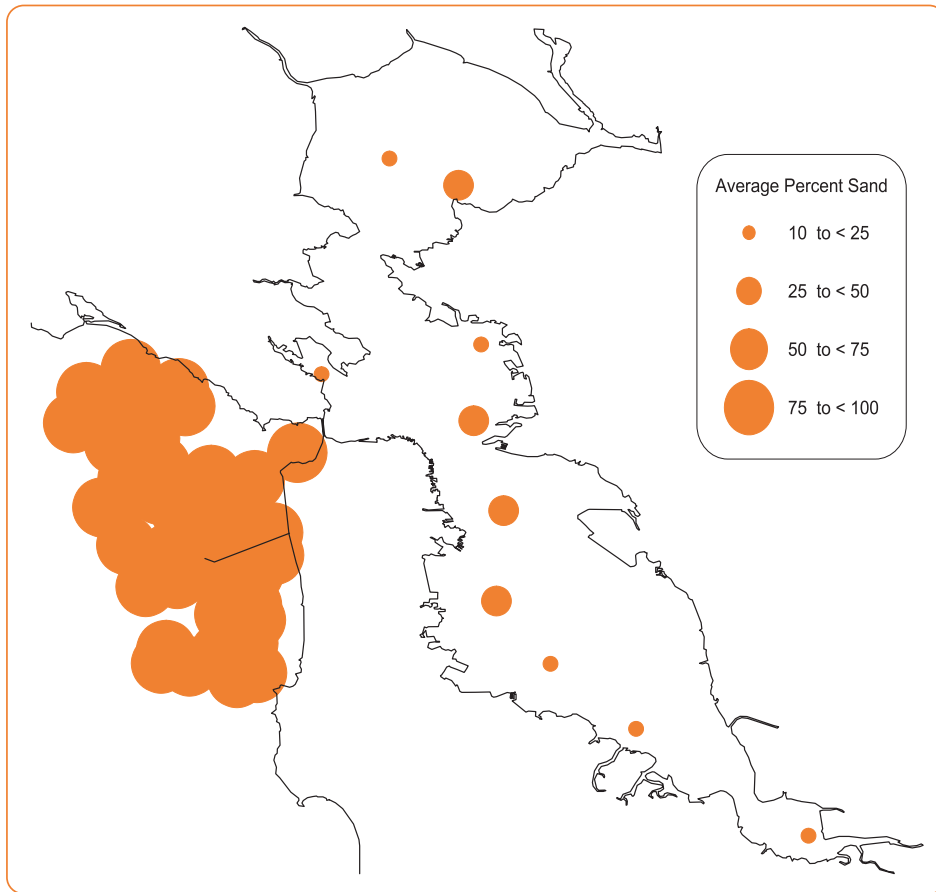 Average Percent Sand
10 to < 25
25 to < 50
50 to < 75
75 to < 100